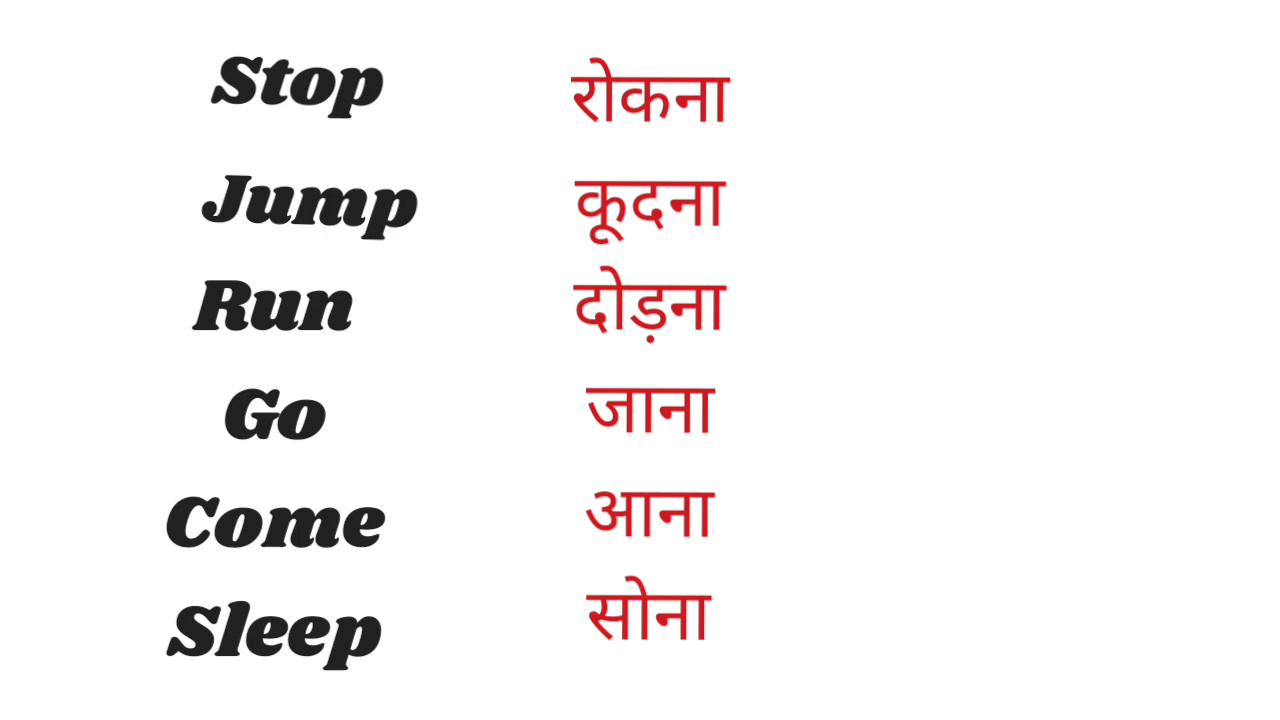 Stop रोकना
Jump कूदना
Run दोड़ना
Go जाना
Come आना
Sleep सोना